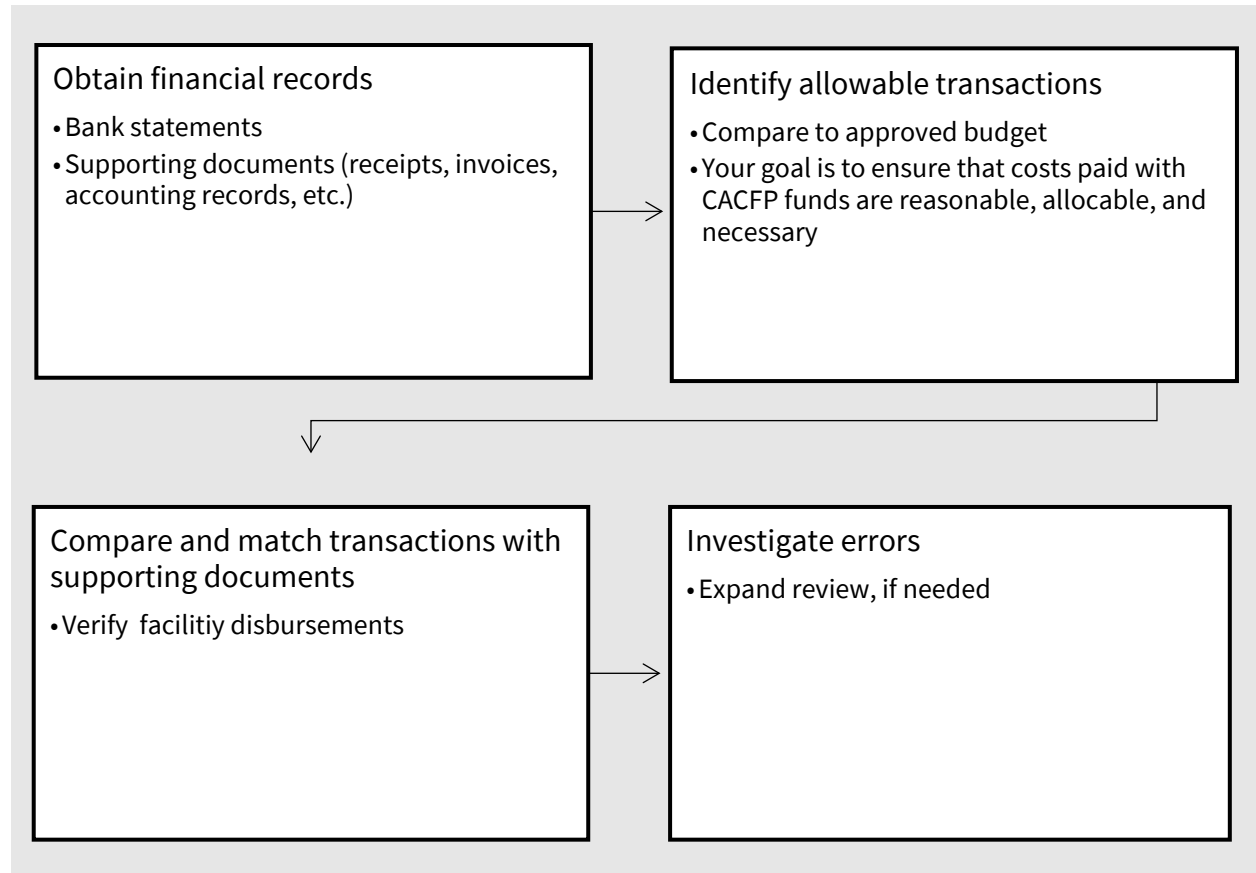 Obtain financial records
•Bank statements
•Supporting documents (receipts, invoices,
accounting records, etc.)
Identify allowable transactions
•Compare to approved budget
•Your goal is to ensure that costs paid with
CACFP funds are reasonable, allocable, and
necessary
Compare and match transactions with
supporting documents
•Verify facilitiy disbursements
Investigate errors
•Expand review, if needed